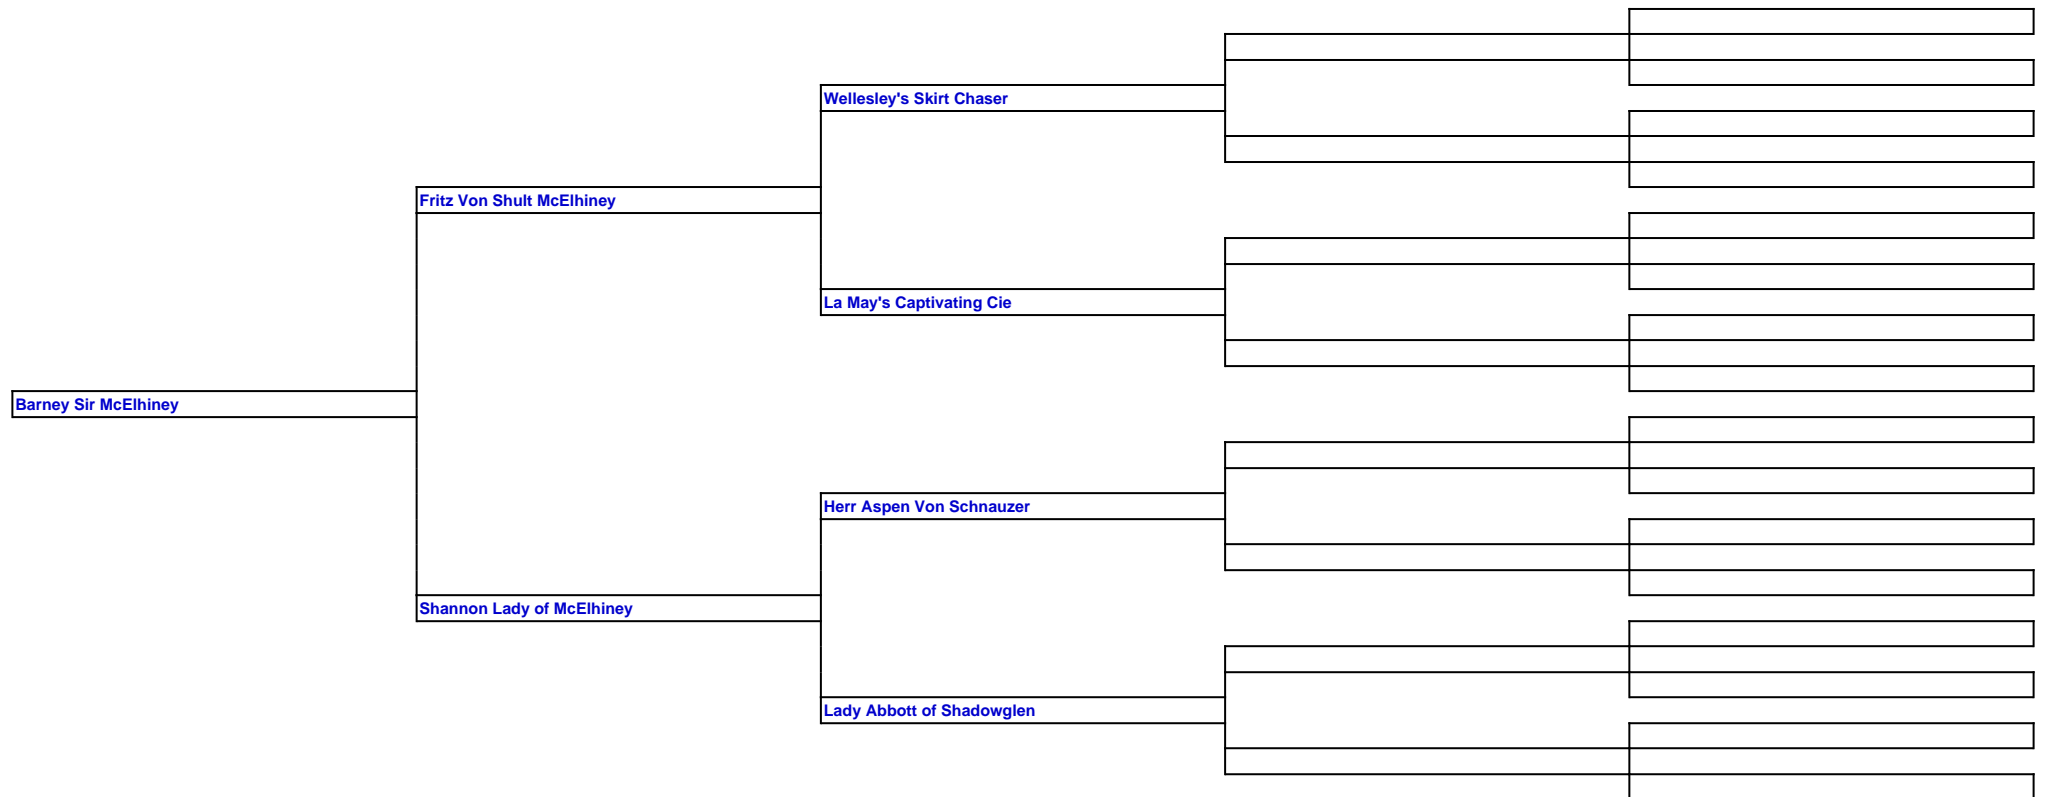 Wellesley's Skirt Chaser
Fritz Von Shult McElhiney
La May's Captivating Cie
Barney Sir McElhiney
Herr Aspen Von Schnauzer
Shannon Lady of McElhiney
Lady Abbott of Shadowglen